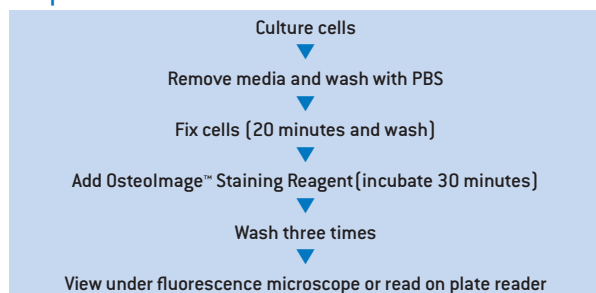 Culture cells
Remove media and wash with PBS
Fix cells (20 minutes and wash)
Add OsteoImage™ Staining Reagent (incubate 30 minutes)
Wash three times
View under fluorescence microscope or read on plate reader